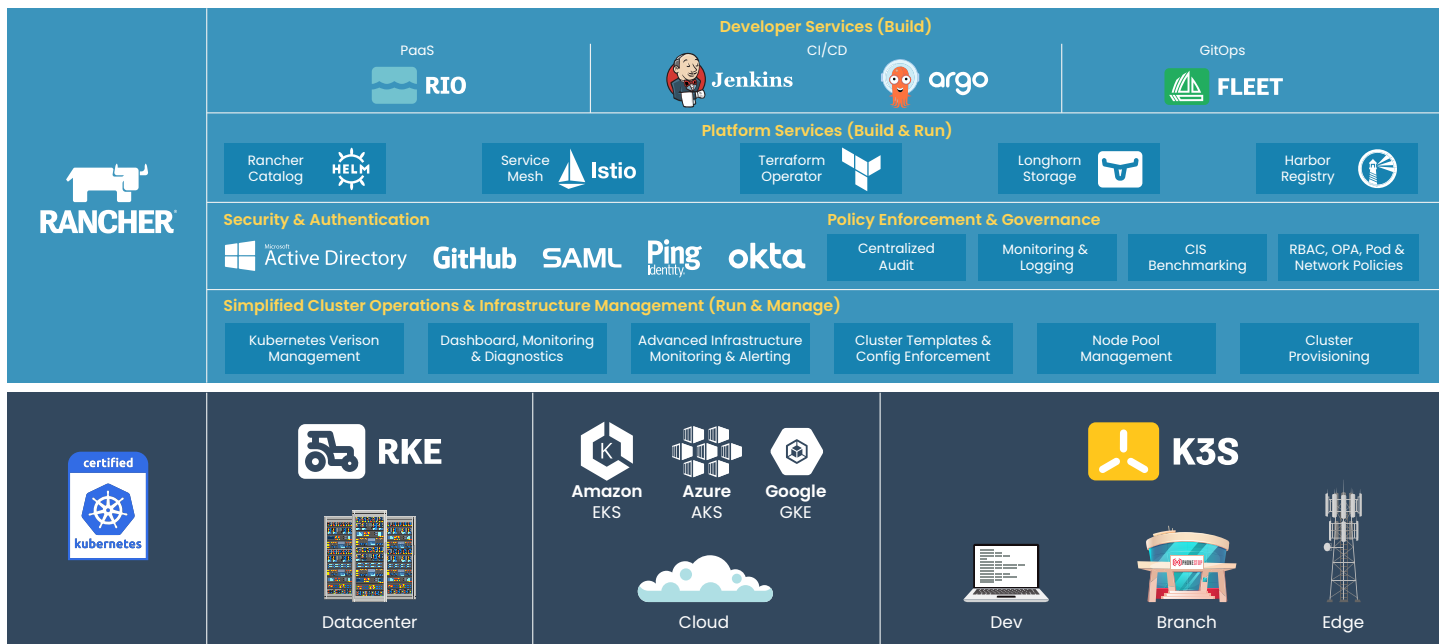 Developer Services (Build)
PaaS
RIO
CI/CD
Jenkins
argo
GitOps
FLEET
RANCHER®
Platform Services (Build & Run)
Rancher
Catalog
HELM
Service
Mesh
Istio
Terraform
Operator
Longhorn
Storage
Harbor
Registry
Security & Authentication
Microsoft
Active Directory
GitHub
SAML
Ping
Identity.
okta
Policy Enforcement & Governance
Centralized
Audit
Monitoring &
Logging
CIS
Benchmarking
RBAC, OPA, Pod &
Network Policies
Simplified Cluster Operations & Infrastructure Management (Run & Manage)
Kubernetes Verison
Management
Dashboard, Monitoring
& Diagnostics
Advanced Infrastructure
Monitoring & Alerting
Cluster Templates &
Config Enforcement
Node Pool
Management
Cluster
Provisioning
certified
kubernetes
RKE
Datacenter
K
Amazon
EKS
Azure
AKS
Google
GKE
Cloud
K3S
Dev
PHONESTOP
Branch
Edge